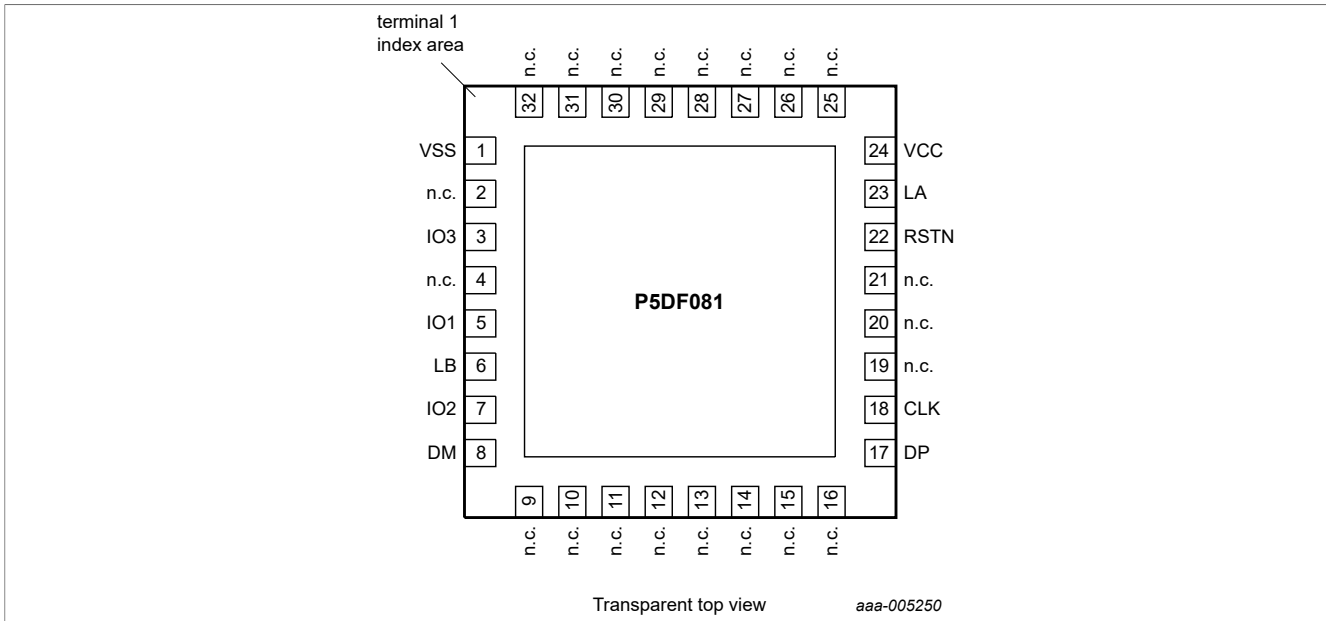 terminal 1
index area
n.c. n.c. n.c. n.c. n.c. n.c. n.c. n.c.
32 31 30 29 28 27 26 25
VSS 1 24 VCC
n.c. 2 23 LA
IO3 3 22 RSTN
n.c. 4 21 n.c.
P5DF081
IO1 5 20 n.c.
LB 6 19 n.c.
IO2 7 18 CLK
DM 8 17 DP
9 10 11 12 13 14 15 16
n.c. n.c. n.c. n.c. n.c. n.c. n.c. n.c.
Transparent top view aaa-005250